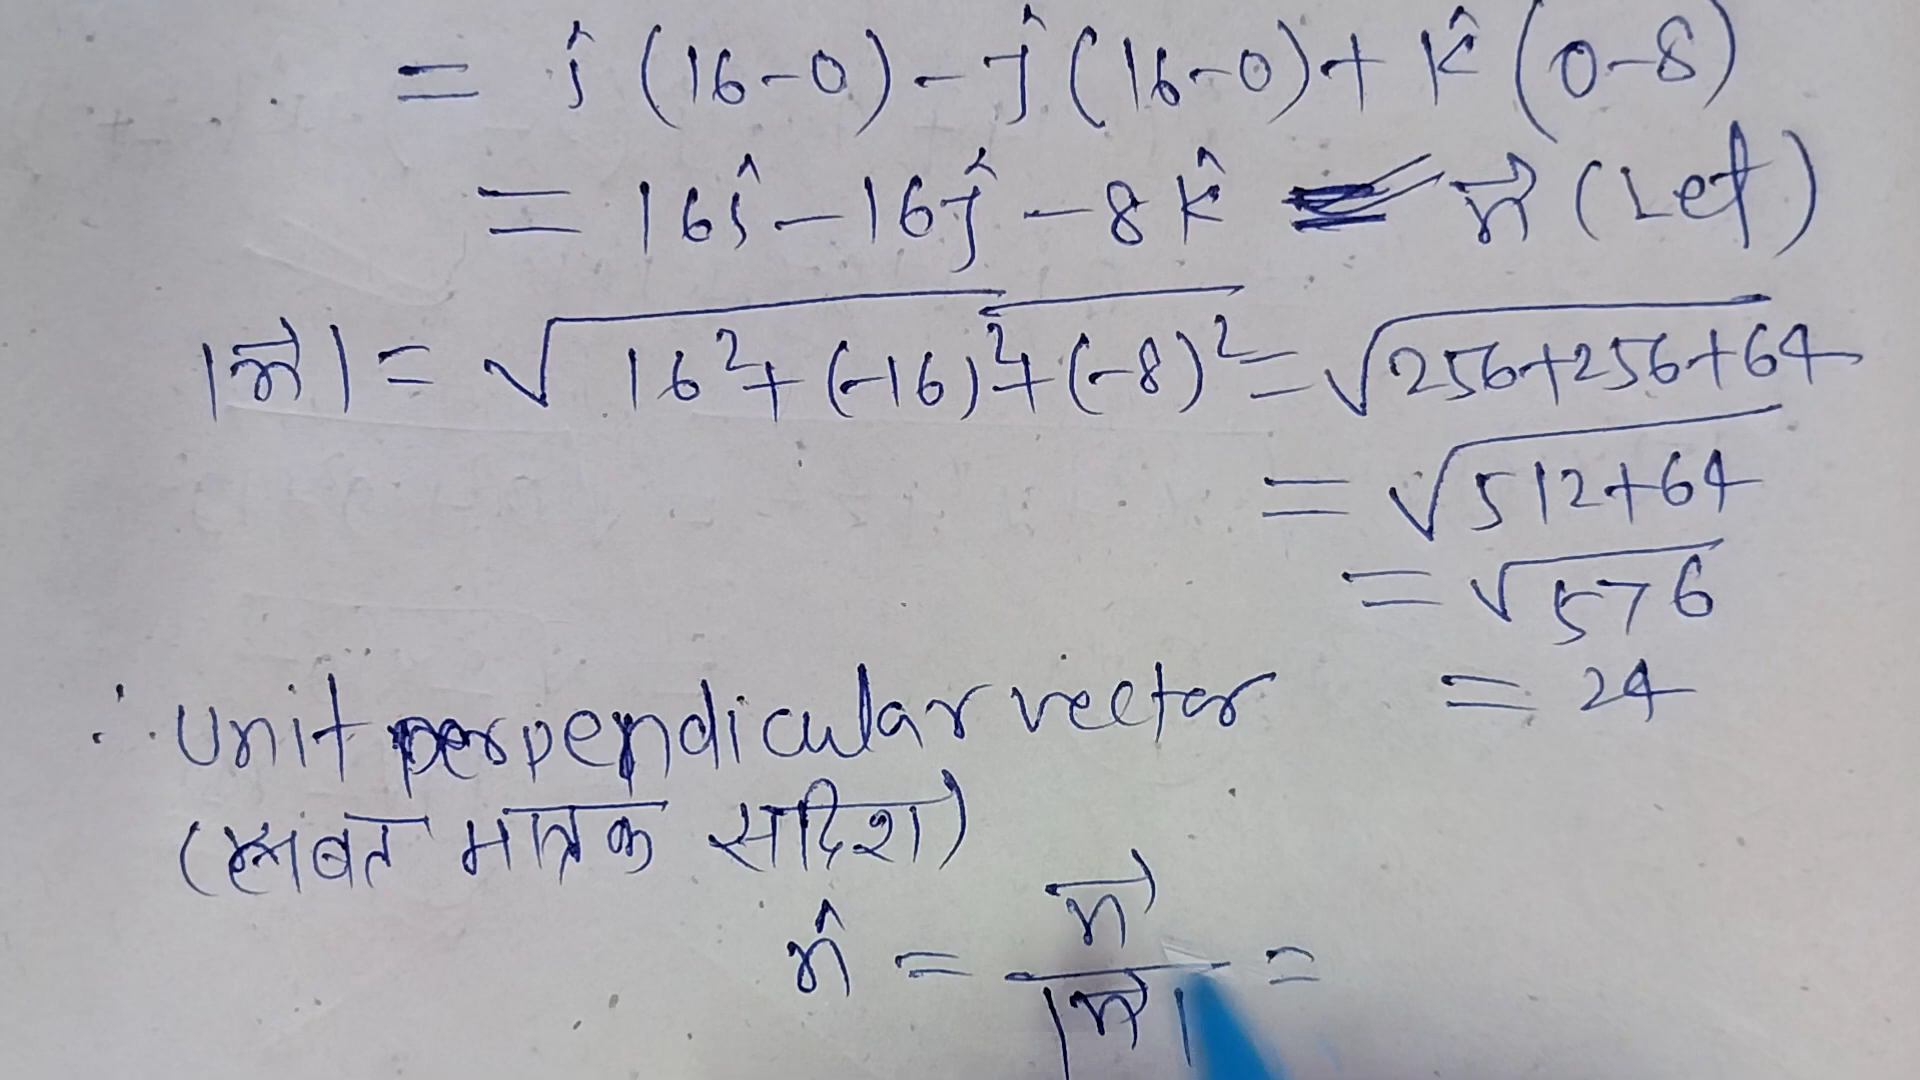 = î (16-0) - ĵ (16-0) + k̂ (0-8)
= 16î - 16ĵ - 8k̂ = n⃗ (Let)
|n⃗| = √16² + (-16)² + (-8)² = √256+256+64
= √512+64
= √576
= 24
∴ unit perpendicular vector
(लम्बवत मात्रक सदिश)
n̂ = n⃗ / |n⃗| =